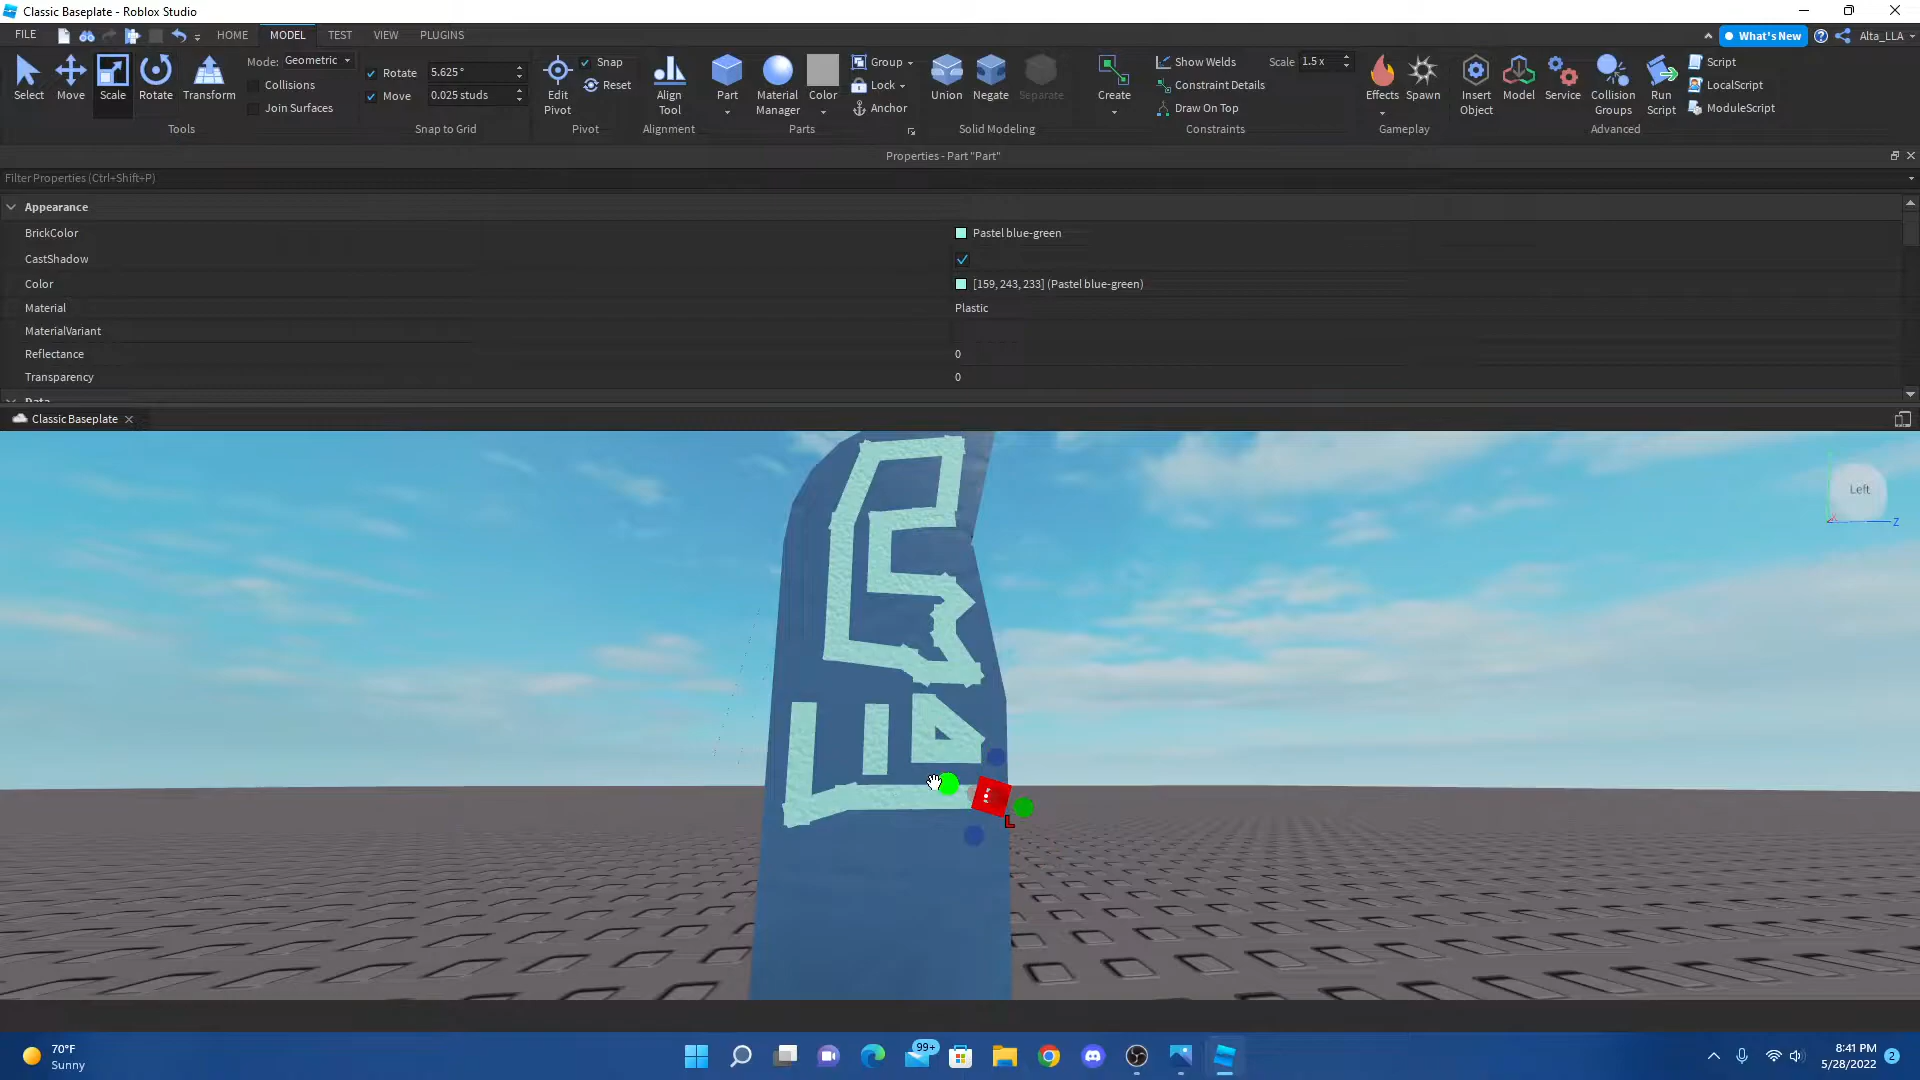 Classic Baseplate - Roblox Studio
FILE HOME MODEL TEST VIEW PLUGINS What's New Alta_LLA
Select Move Scale Rotate Transform
Mode: Geometric
Collisions
Join Surfaces
Tools
Rotate 5.625 °
Move 0.025 studs
Snap to Grid
Edit Pivot
Snap
Reset
Pivot
Align Tool
Alignment
Part Material Manager Color
Group
Lock
Anchor
Parts
Union Negate Separate
Solid Modeling
Create
Show Welds
Constraint Details
Draw On Top
Scale 1.5 x
Constraints
Effects Spawn
Gameplay
Insert Object Model Service Collision Groups Run Script
Script
LocalScript
ModuleScript
Advanced
Properties - Part "Part"
Filter Properties (Ctrl+Shift+P)
Appearance
BrickColor Pastel blue-green
CastShadow
Color [159, 243, 233] (Pastel blue-green)
Material Plastic
MaterialVariant
Reflectance 0
Transparency 0
Data
Classic Baseplate
Left
Z
L
70°F
Sunny
99+
8:41 PM
5/28/2022
2